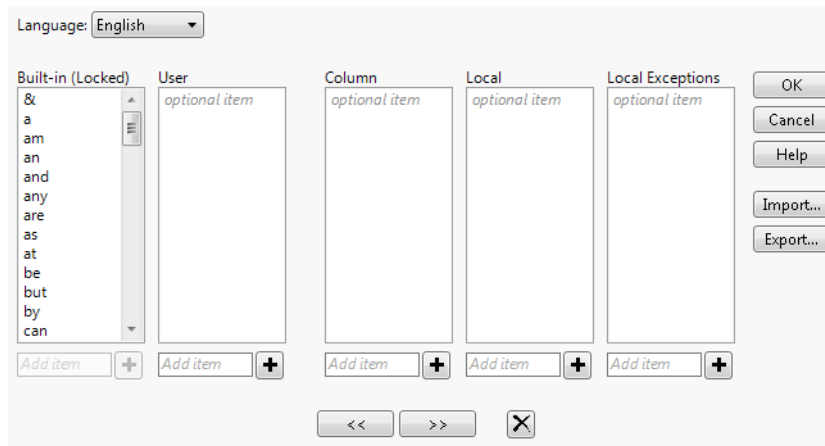 Language: English
Built-in (Locked) User Column Local Local Exceptions
& optional item optional item optional item optional item OK
a
am Cancel
an
and Help
any
are Import...
as
at Export...
be
but
by
can
Add item Add item Add item Add item Add item
<< >>